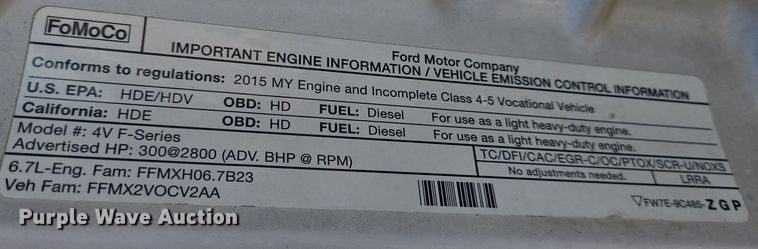 FoMoCo
Ford Motor Company
IMPORTANT ENGINE INFORMATION / VEHICLE EMISSION CONTROL INFORMATION
Conforms to regulations: 2015 MY Engine and Incomplete Class 4-5 Vocational Vehicle
U.S. EPA: HDE/HDV OBD: HD FUEL: Diesel For use as a light heavy-duty engine.
California: HDE OBD: HD FUEL: Diesel For use as a light heavy-duty engine.
Model #: 4V F-Series
Advertised HP: 300@2800 (ADV. BHP @ RPM)
TC/DFI/CAC/EGR-C/OC/PTOX/SCR-U/NOXS
6.7L-Eng. Fam: FFMXH06.7B23
No adjustments needed. LRRA
Veh Fam: FFMX2VOCV2AA
FW7E-9C485-ZGP
Purple Wave Auction